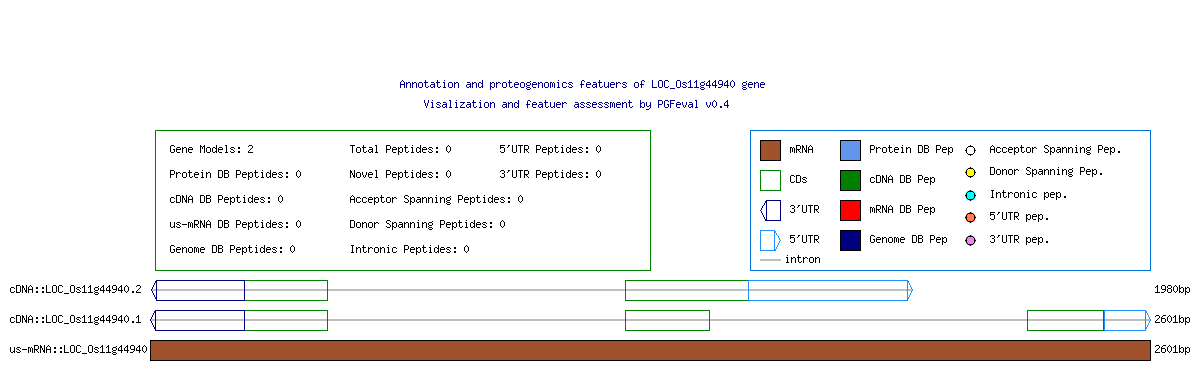 Annotation and proteogenomics featuers of LOC_Os11g44940 gene
Visalization and featuer assessment by PGFeval v0.4
Gene Models: 2 Total Peptides: 0 5'UTR Peptides: 0
Protein DB Peptides: 0 Novel Peptides: 0 3'UTR Peptides: 0
cDNA DB Peptides: 0 Acceptor Spanning Peptides: 0
us-mRNA DB Peptides: 0 Donor Spanning Peptides: 0
Genome DB Peptides: 0 Intronic Peptides: 0
mRNA Protein DB Pep Acceptor Spanning Pep.
CDs cDNA DB Pep Donor Spanning Pep.
3'UTR mRNA DB Pep Intronic pep.
5'UTR Genome DB Pep 5'UTR pep.
intron 3'UTR pep.
cDNA::LOC_Os11g44940.2 1980bp
cDNA::LOC_Os11g44940.1 2601bp
us-mRNA::LOC_Os11g44940 2601bp